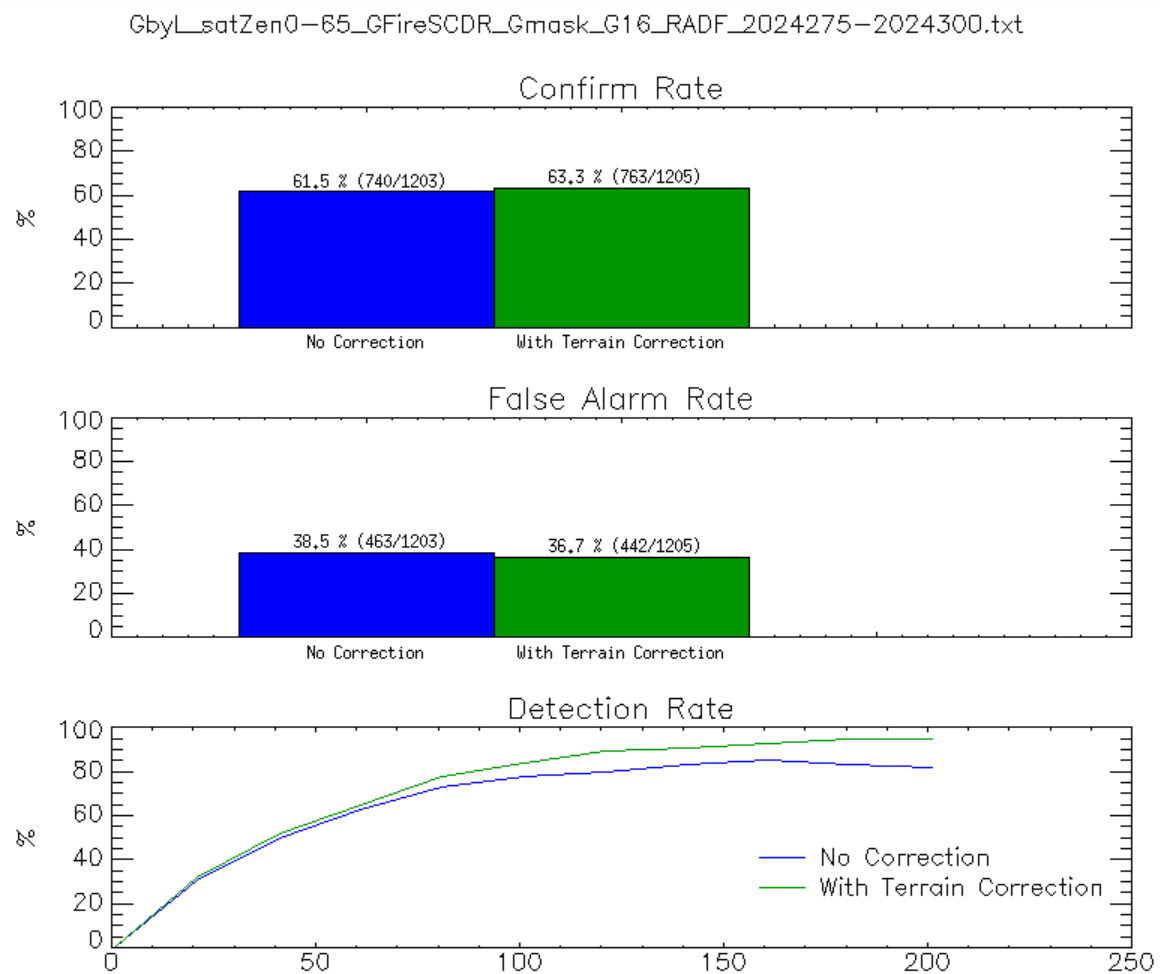 GbyL_satZen0-65_GFireSCDR_Gmask_G16_RADF_2024275-2024300.txt
Confirm Rate
100
80
60
40
20
0
%
61.5 % (740/1203)
63.3 % (763/1205)
No Correction
With Terrain Correction
False Alarm Rate
100
80
60
40
20
0
%
38.5 % (463/1203)
36.7 % (442/1205)
No Correction
With Terrain Correction
Detection Rate
100
80
60
40
20
0
%
No Correction
With Terrain Correction
0 50 100 150 200 250